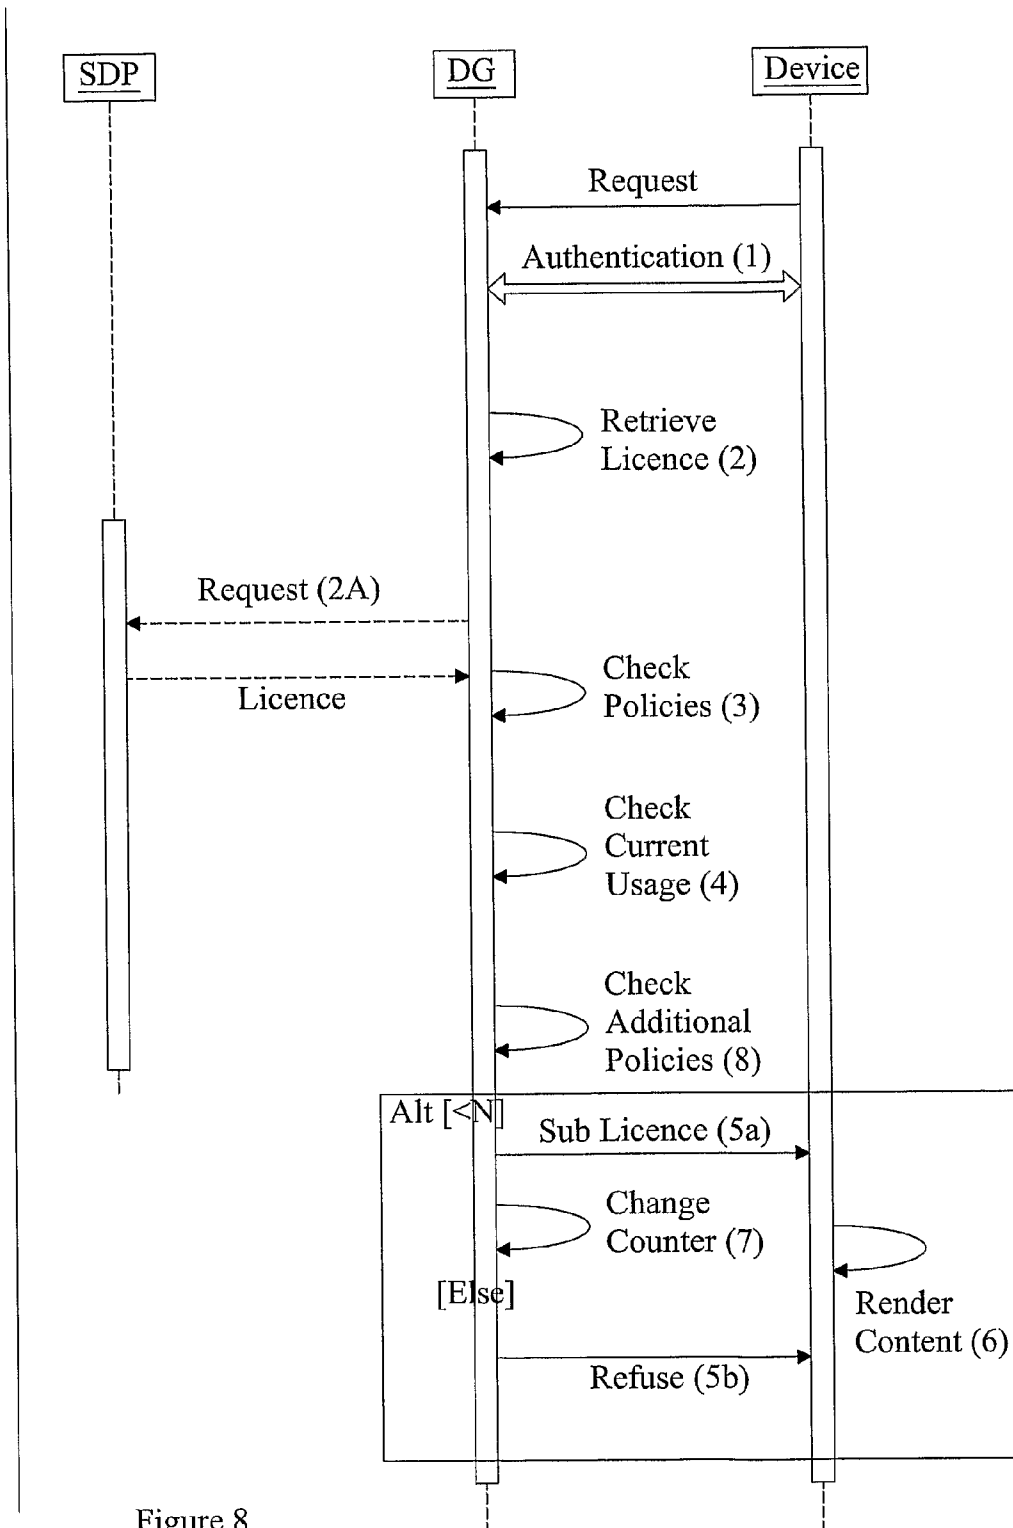 SDP
DG
Device
Request
Authentication (1)
Retrieve
Licence (2)
Request (2A)
Licence
Check
Policies (3)
Check
Current
Usage (4)
Check
Additional
Policies (8)
Alt [<N]
Sub Licence (5a)
Change
Counter (7)
[Else]
Render
Content (6)
Refuse (5b)
Figure 8